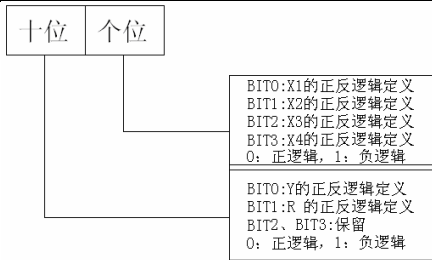 十位 个位
BIT0:X1的正反逻辑定义
BIT1:X2的正反逻辑定义
BIT2:X3的正反逻辑定义
BIT3:X4的正反逻辑定义
0：正逻辑，1：负逻辑
BIT0:Y的正反逻辑定义
BIT1:R 的正反逻辑定义
BIT2、BIT3:保留
0：正逻辑，1：负逻辑